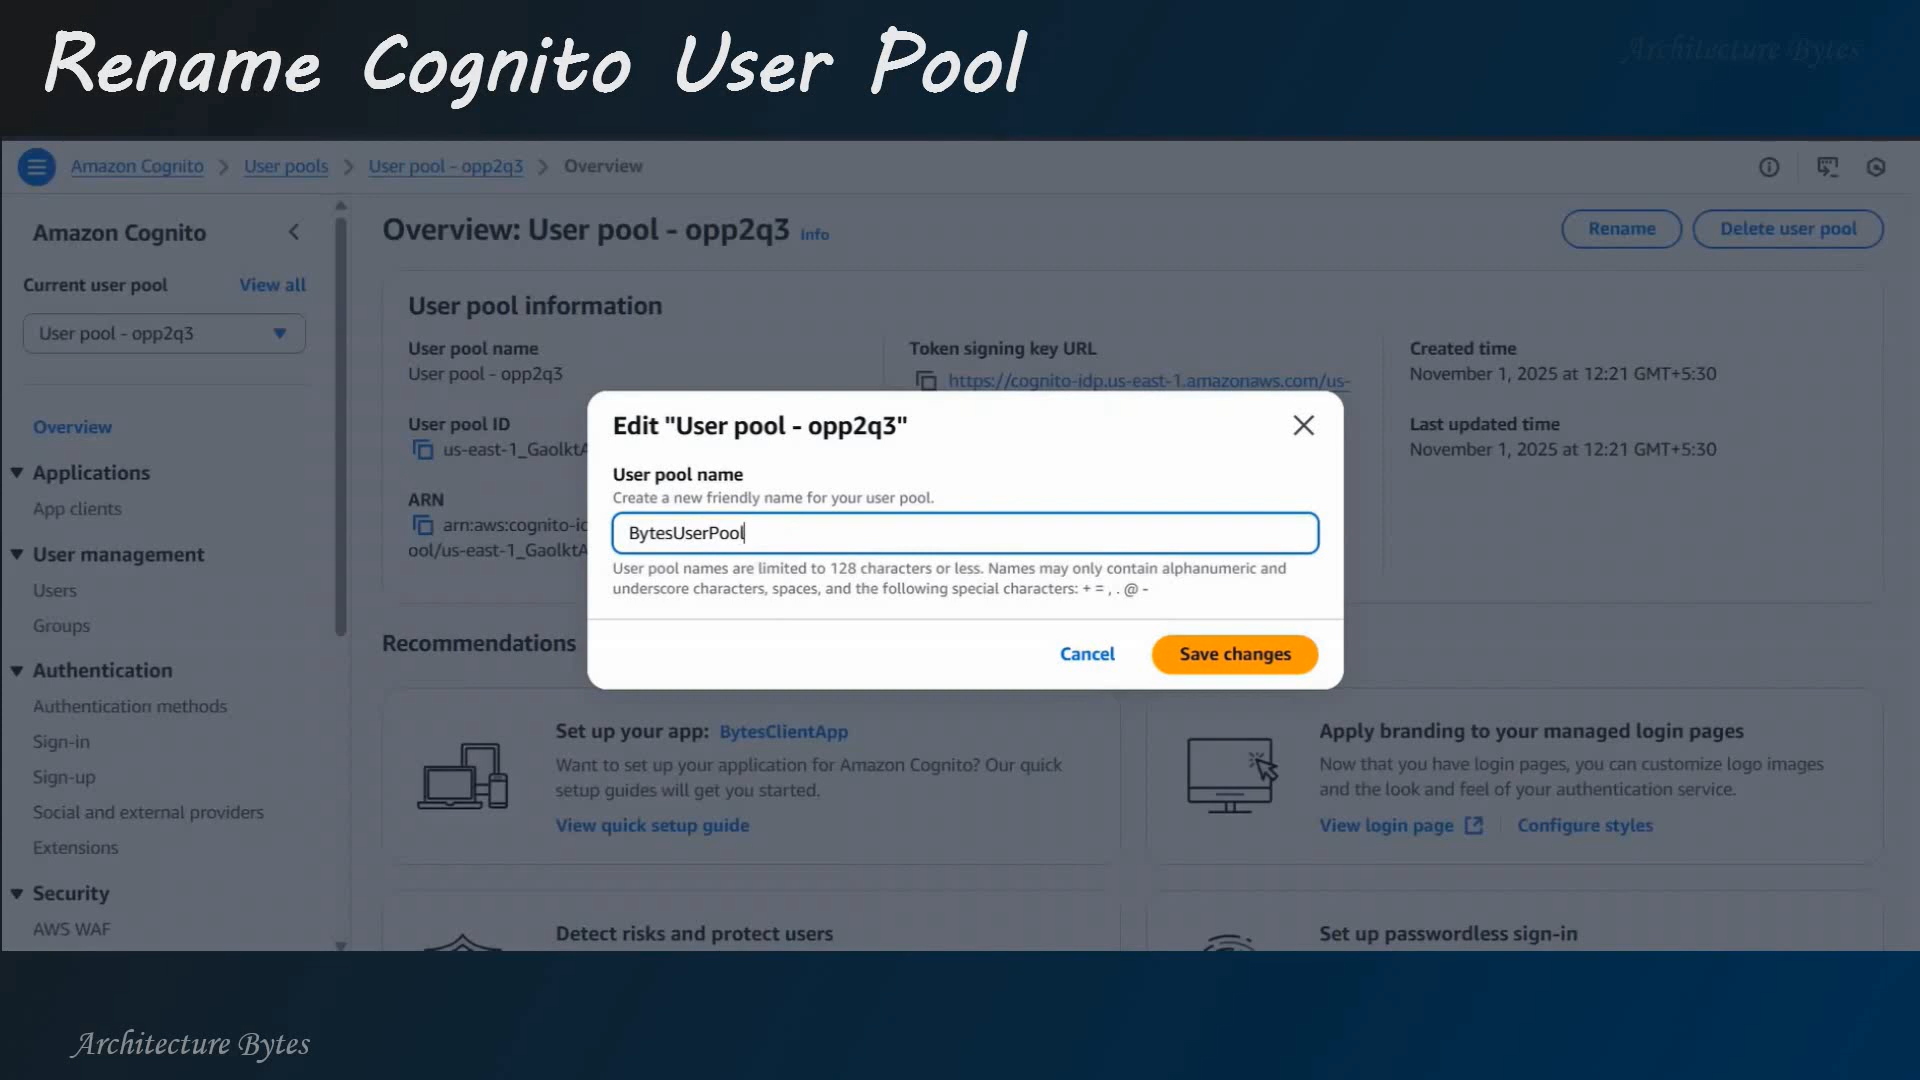 Rename Cognito User Pool
Architecture Bytes
Amazon Cognito > User pools > User pool - opp2q3 > Overview
Amazon Cognito
Current user pool View all
User pool - opp2q3
Overview
Applications
App clients
User management
Users
Groups
Authentication
Authentication methods
Sign-in
Sign-up
Social and external providers
Extensions
Security
AWS WAF
Overview: User pool - opp2q3 Info
Rename
Delete user pool
User pool information
User pool name
User pool - opp2q3
User pool ID
us-east-1_GaolktA
ARN
arn:aws:cognito-id
ool/us-east-1_GaolktA
Token signing key URL
https://cognito-idp.us-east-1.amazonaws.com/us-
Created time
November 1, 2025 at 12:21 GMT+5:30
Last updated time
November 1, 2025 at 12:21 GMT+5:30
Edit "User pool - opp2q3"
User pool name
Create a new friendly name for your user pool.
BytesUserPool
User pool names are limited to 128 characters or less. Names may only contain alphanumeric and
underscore characters, spaces, and the following special characters: + = , . @ -
Cancel
Save changes
Recommendations
Set up your app: BytesClientApp
Want to set up your application for Amazon Cognito? Our quick
setup guides will get you started.
View quick setup guide
Apply branding to your managed login pages
Now that you have login pages, you can customize logo images
and the look and feel of your authentication service.
View login page
Configure styles
Detect risks and protect users
Set up passwordless sign-in
Architecture Bytes